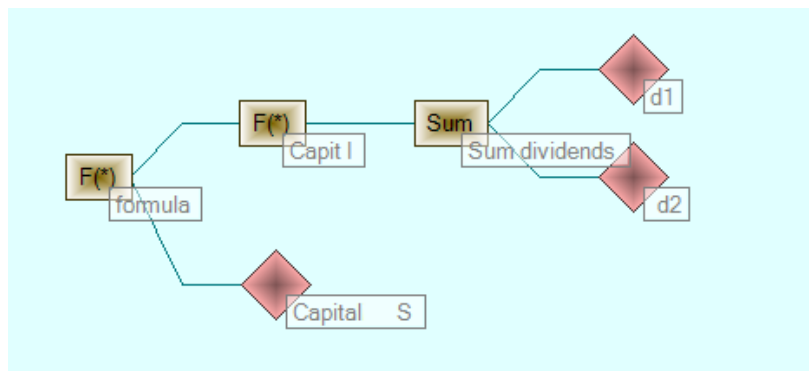 d1
F(*)
Sum
Capit l
Sum dividends
F(*)
formula
d2
Capital S